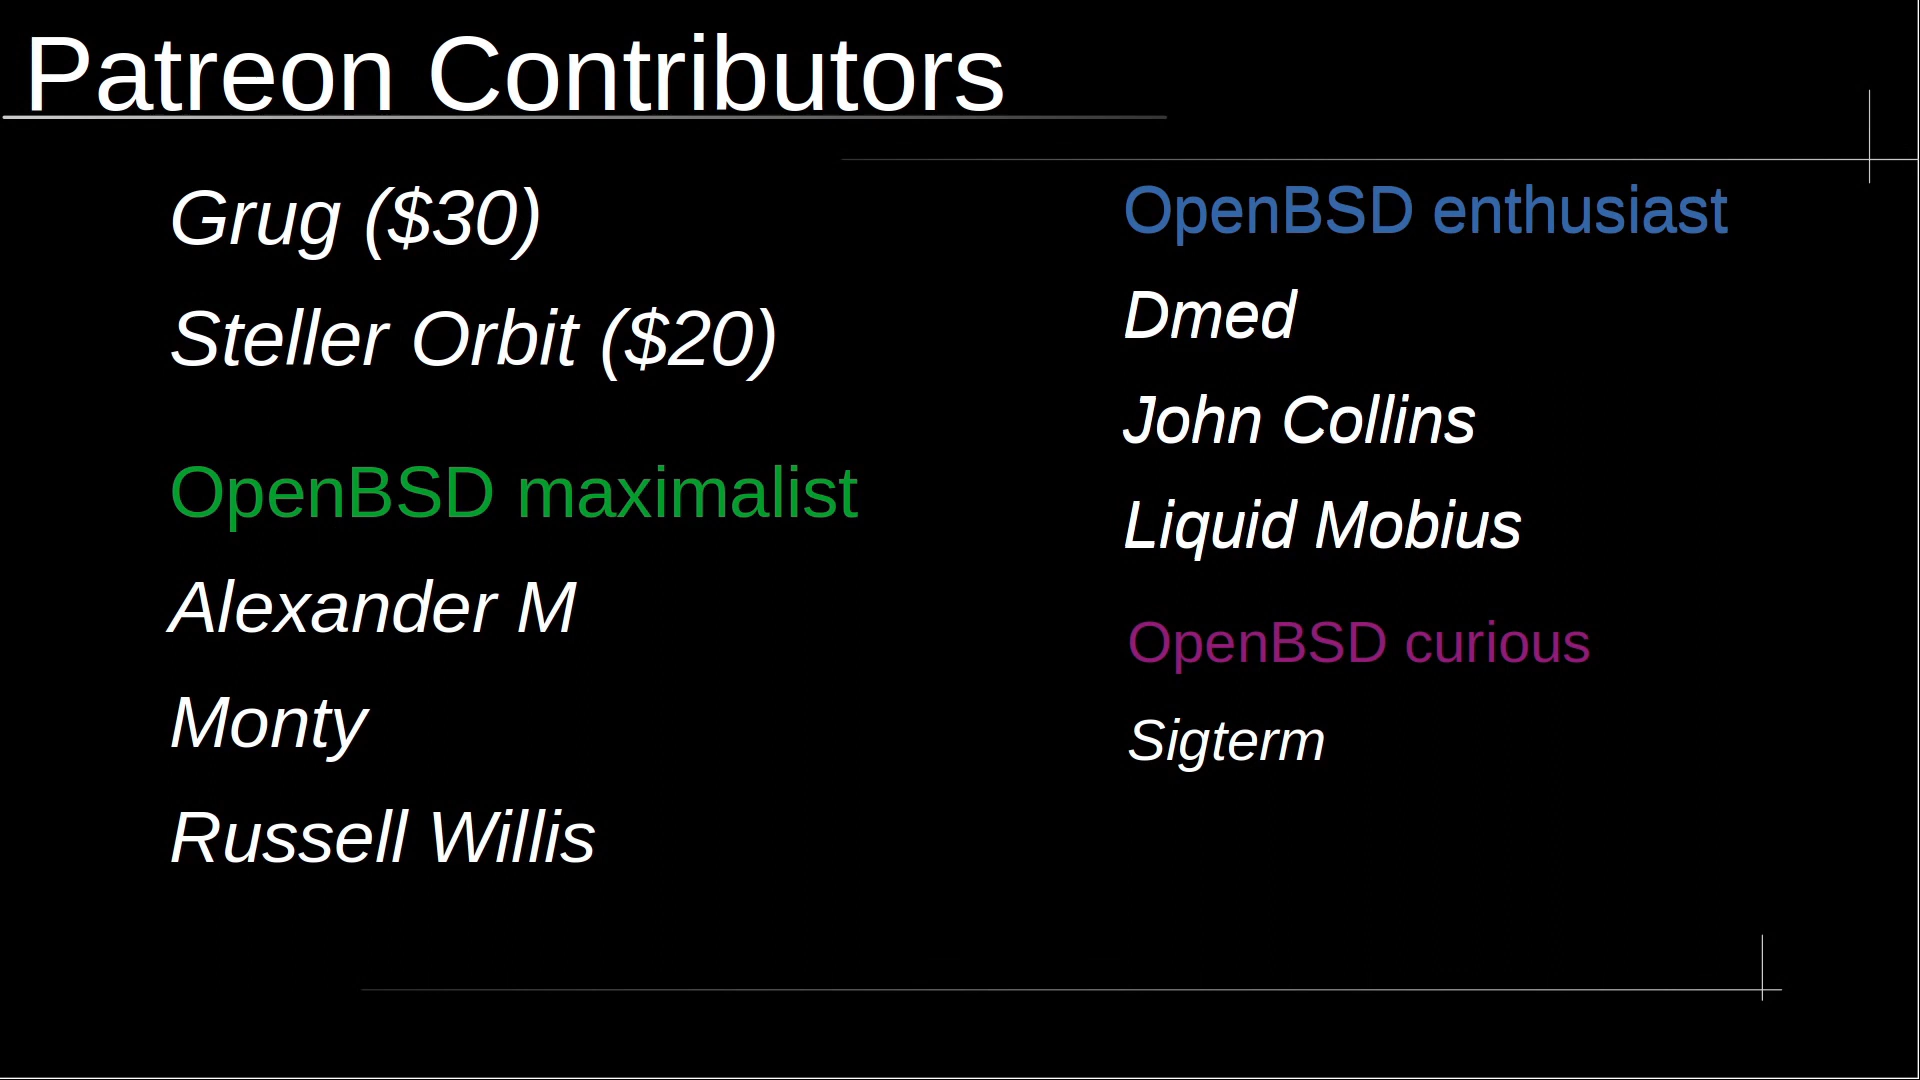 Patreon Contributors
Grug ($30)
Steller Orbit ($20)
OpenBSD maximalist
Alexander M
Monty
Russell Willis
OpenBSD enthusiast
Dmed
John Collins
Liquid Mobius
OpenBSD curious
Sigterm